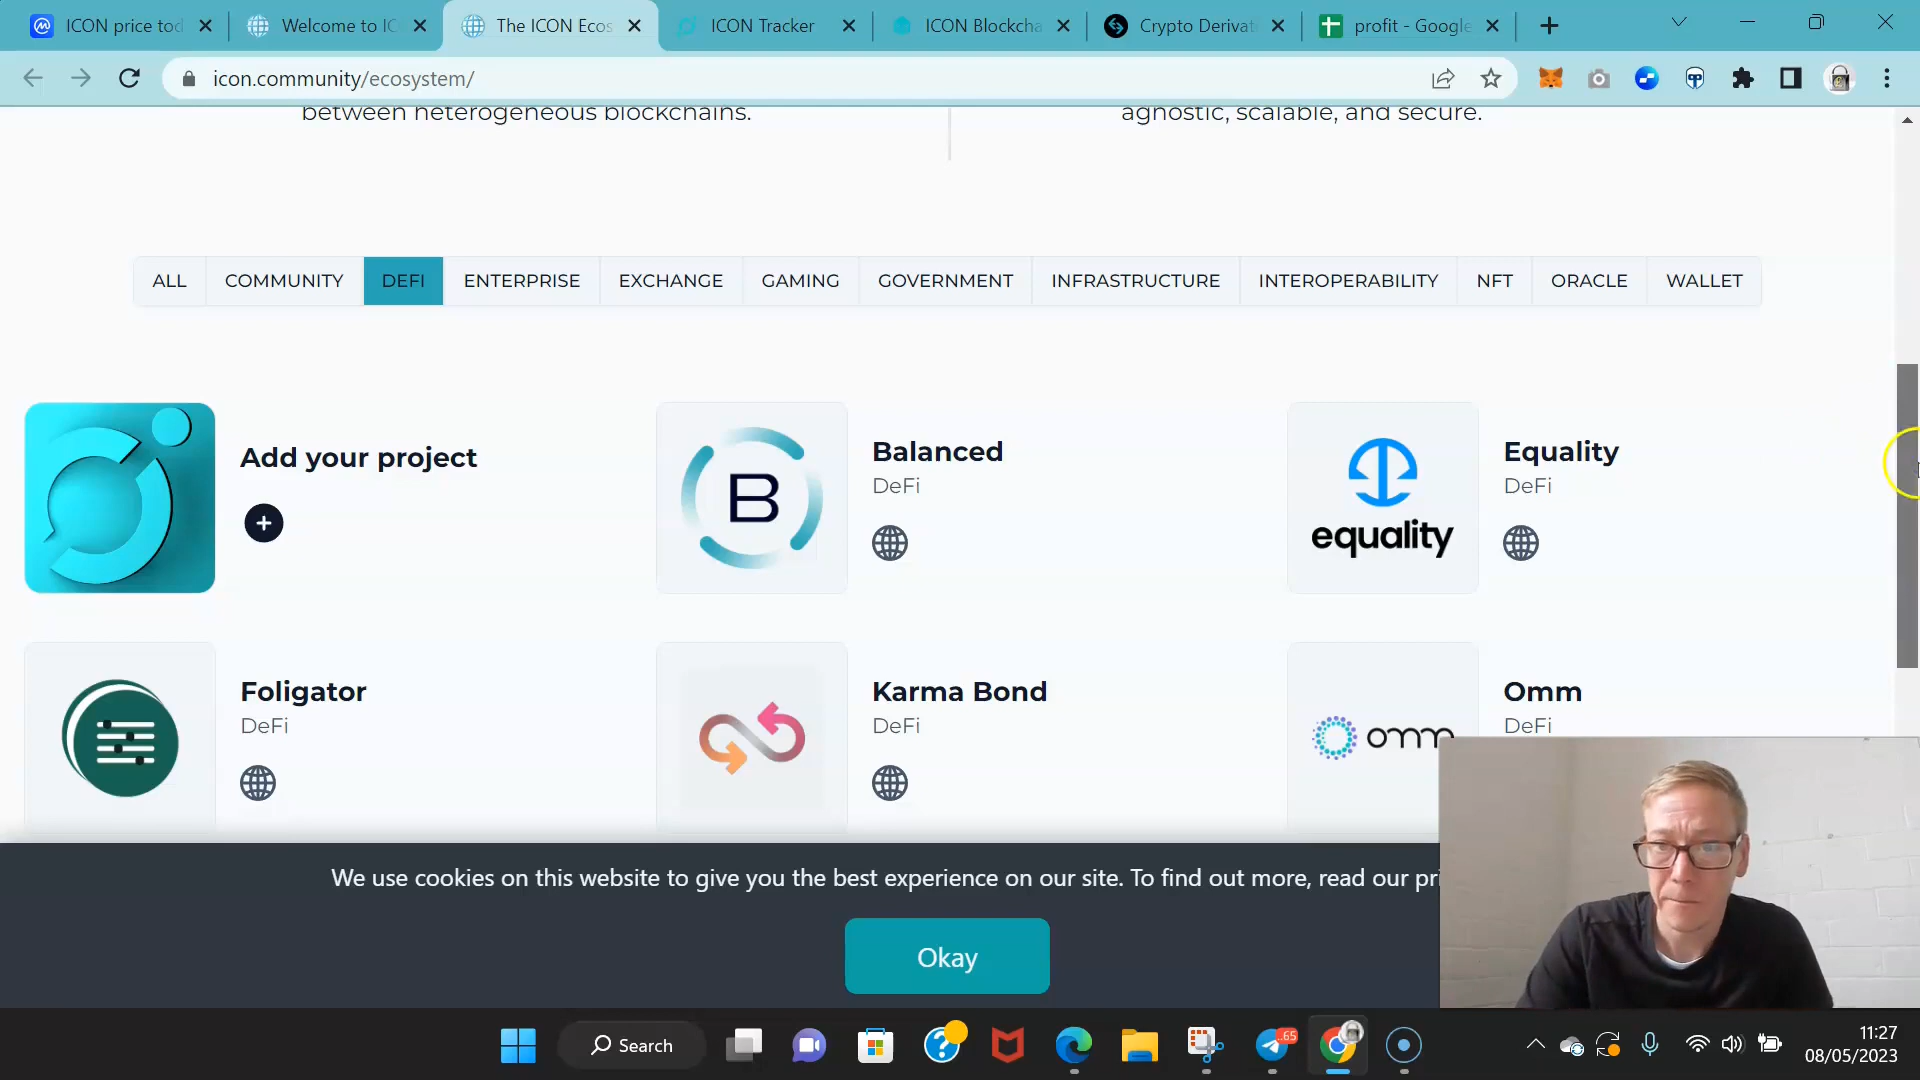 ICON price tod
Welcome to IC
The ICON Ecos
ICON Tracker
ICON Blockcha
Crypto Derivat
profit - Google
icon.community/ecosystem/
between heterogeneous blockchains.
agnostic, scalable, and secure.
ALL
COMMUNITY
DEFI
ENTERPRISE
EXCHANGE
GAMING
GOVERNMENT
INFRASTRUCTURE
INTEROPERABILITY
NFT
ORACLE
WALLET
Add your project
Balanced
DeFi
B
Equality
DeFi
equality
Foligator
DeFi
Karma Bond
DeFi
Omm
DeFi
omm
We use cookies on this website to give you the best experience on our site. To find out more, read our pri
Okay
Search
65
11:27
08/05/2023